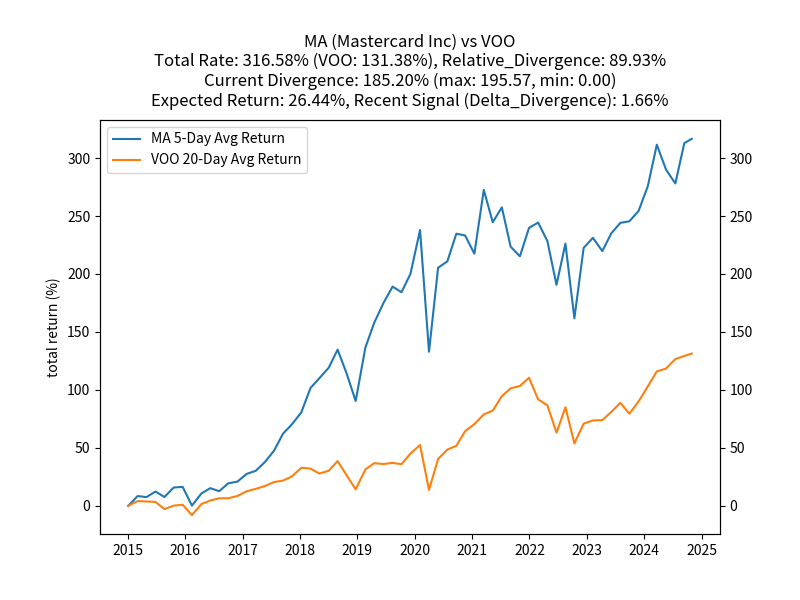 MA (Mastercard Inc) vs VOO
Total Rate: 316.58% (VOO: 131.38%), Relative_Divergence: 89.93%
Current Divergence: 185.20% (max: 195.57, min: 0.00)
Expected Return: 26.44%, Recent Signal (Delta_Divergence): 1.66%
MA 5-Day Avg Return
VOO 20-Day Avg Return
total return (%)
300 300
250 250
200 200
150 150
100 100
50 50
0 0
2015 2016 2017 2018 2019 2020 2021 2022 2023 2024 2025